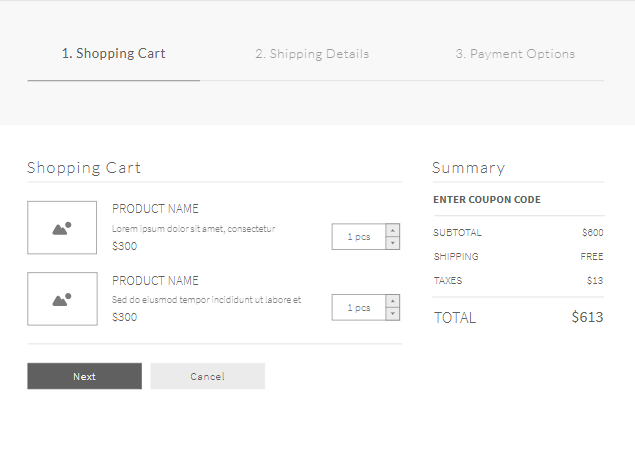 1. Shopping Cart
2. Shipping Details
3. Payment Options
Shopping Cart
PRODUCT NAME
Lorem ipsum dolor sit amet, consectetur
$300
1 pcs
PRODUCT NAME
Sed do eiusmod tempor incididunt ut labore et
$300
1 pcs
Next
Cancel
Summary
ENTER COUPON CODE
SUBTOTAL $600
SHIPPING FREE
TAXES $13
TOTAL $613